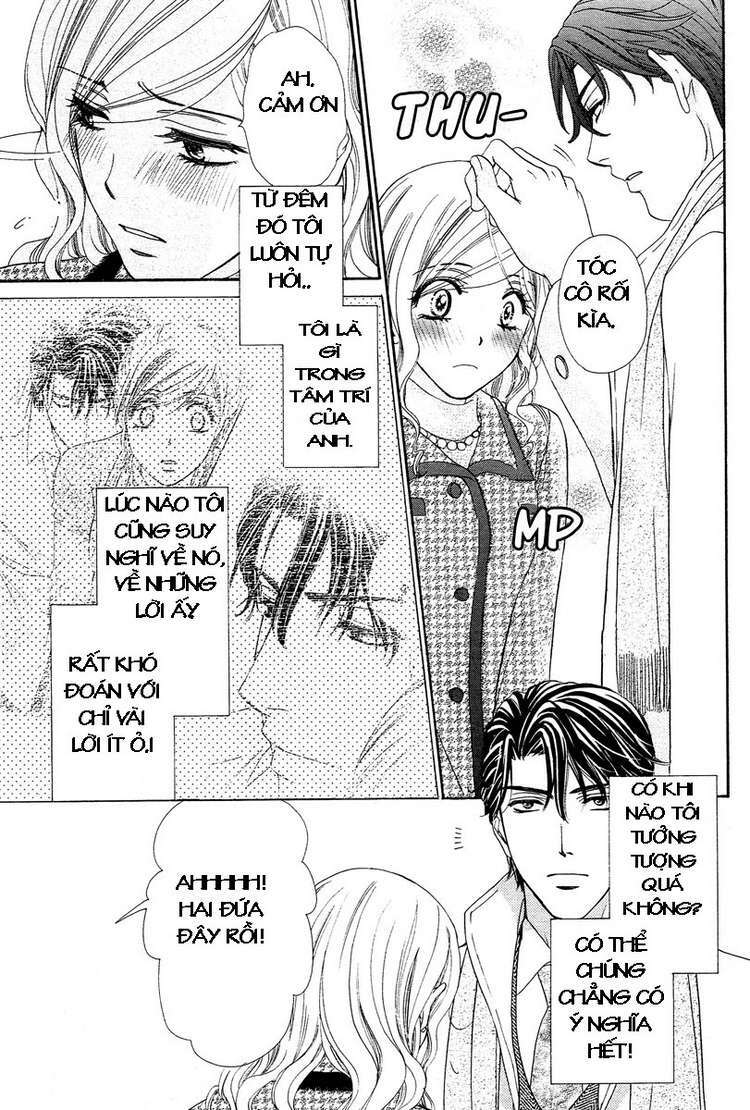 THU-
TÓC
CÔ RỐI
KÌA.
MP
AH,
CẢM ƠN
TỪ ĐÊM
ĐÓ TÔI
LUÔN TỰ
HỎI..
TÔI LÀ
GÌ
TRONG
TÂM TRÍ
CỦA
ANH.
LÚC NÀO TÔI
CŨNG SUY
NGHĨ VỀ NÓ,
VỀ NHỮNG
LỜI ẤY.
RẤT KHÓ
ĐOÁN VỚI
CHỈ VÀI
LỜI ÍT Ỏ.I
CÓ KHI
NÀO TÔI
TƯỞNG
TƯỢNG
QUÁ
KHÔNG?
CÓ THỂ
CHÚNG
CHẲNG CÓ
Ý NGHĨA
HẾT!
AHHHHH!
HAI ĐỨA
ĐÂY RỒI!